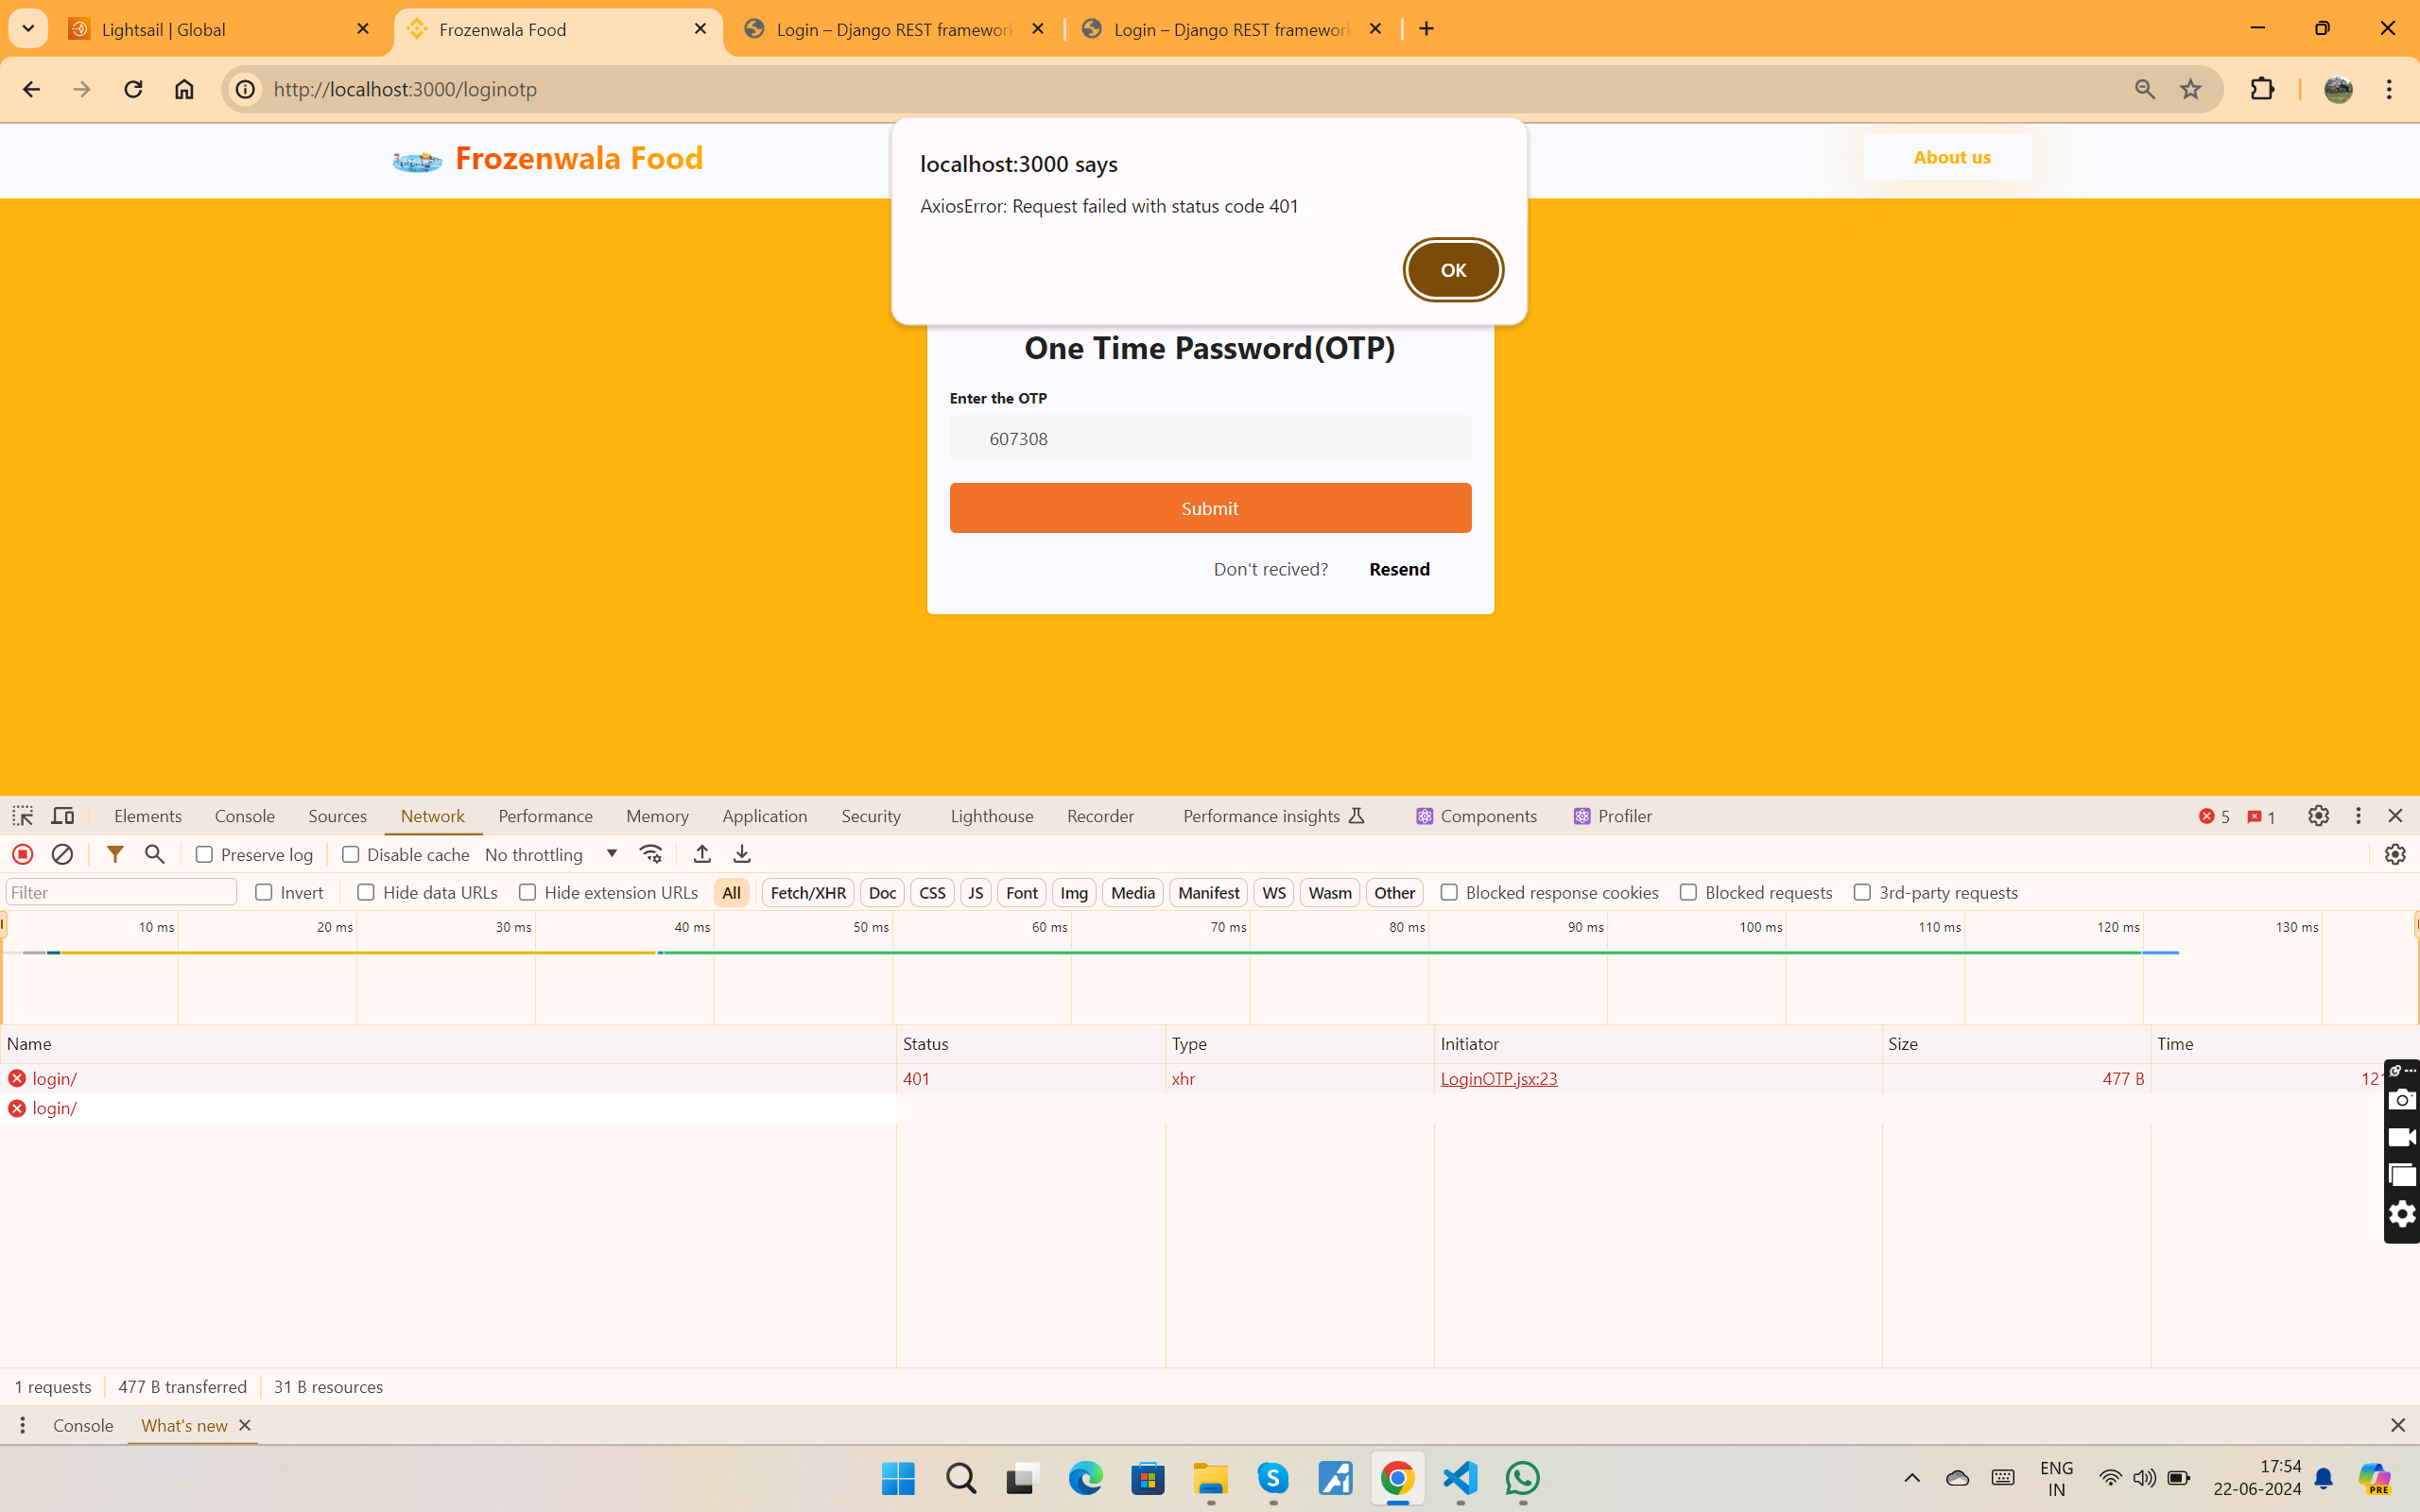 Lightsail | Global
Frozenwala Food
Login – Django REST framework
Login – Django REST framework
http://localhost:3000/loginotp
Frozenwala Food
About us
localhost:3000 says
AxiosError: Request failed with status code 401
OK
One Time Password(OTP)
Enter the OTP
607308
Submit
Don't recived? Resend
Elements Console Sources Network Performance Memory Application Security Lighthouse Recorder Performance insights Components Profiler 5 1
Preserve log Disable cache No throttling
Filter Invert Hide data URLs Hide extension URLs All Fetch/XHR Doc CSS JS Font Img Media Manifest WS Wasm Other Blocked response cookies Blocked requests 3rd-party requests
10 ms 20 ms 30 ms 40 ms 50 ms 60 ms 70 ms 80 ms 90 ms 100 ms 110 ms 120 ms 130 ms
Name Status Type Initiator Size Time
login/ 401 xhr LoginOTP.jsx:23 477 B
login/
1 requests 477 B transferred 31 B resources
Console What's new
ENG
IN
17:54
22-06-2024
PRE